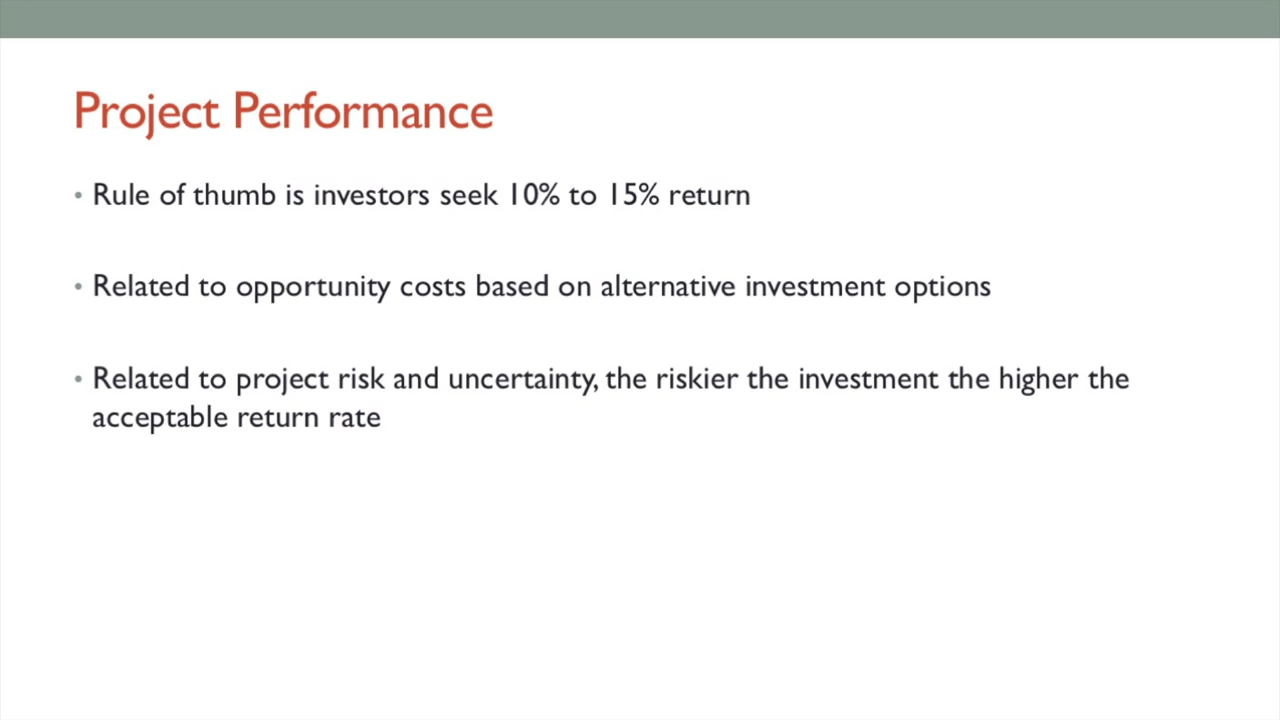 Project Performance
• Rule of thumb is investors seek 10% to 15% return
• Related to opportunity costs based on alternative investment options
• Related to project risk and uncertainty, the riskier the investment the higher the
acceptable return rate